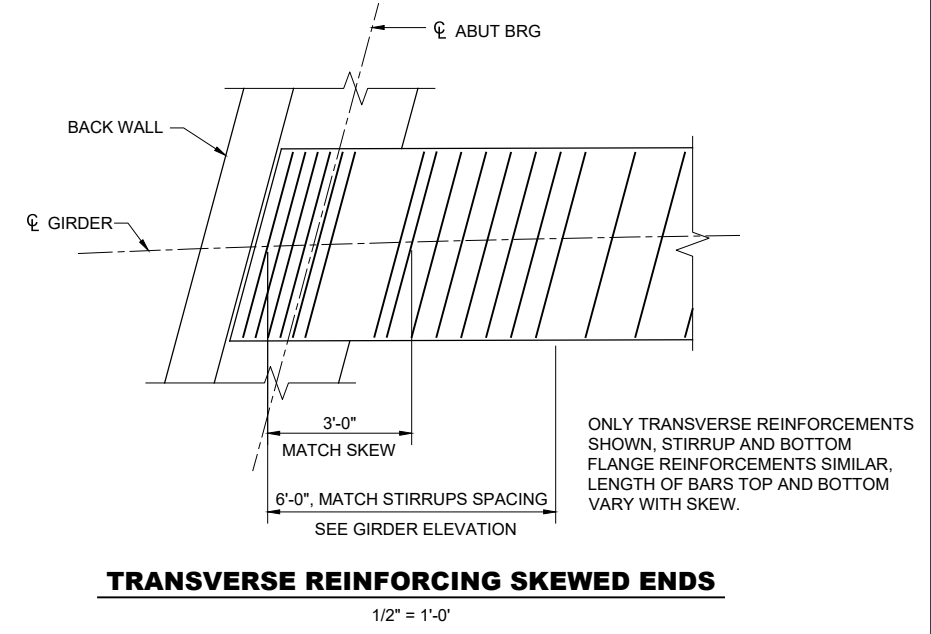 ℄ ABUT BRG
BACK WALL
℄ GIRDER
3'-0"
MATCH SKEW
6'-0", MATCH STIRRUPS SPACING
SEE GIRDER ELEVATION
ONLY TRANSVERSE REINFORCEMENTS
SHOWN, STIRRUP AND BOTTOM
FLANGE REINFORCEMENTS SIMILAR,
LENGTH OF BARS TOP AND BOTTOM
VARY WITH SKEW.
TRANSVERSE REINFORCING SKEWED ENDS
1/2" = 1'-0'